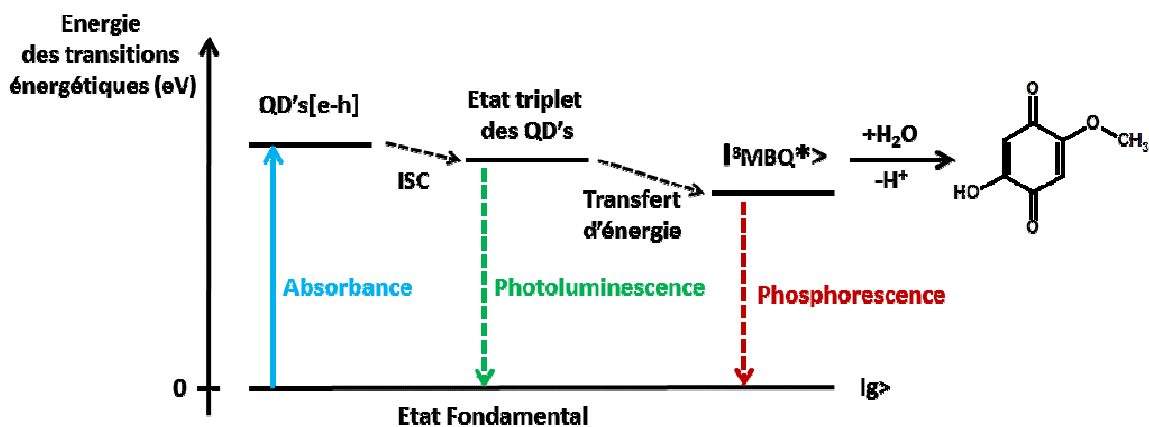 Energie
des transitions
énergétiques (eV)
QD's[e-h]
Etat triplet
des QD's
|³MBQ*>
+H₂O
-H⁺
O
O
CH₃
HO
O
ISC
Transfert
d'énergie
Absorbance
Photoluminescence
Phosphorescence
0
|g>
Etat Fondamental